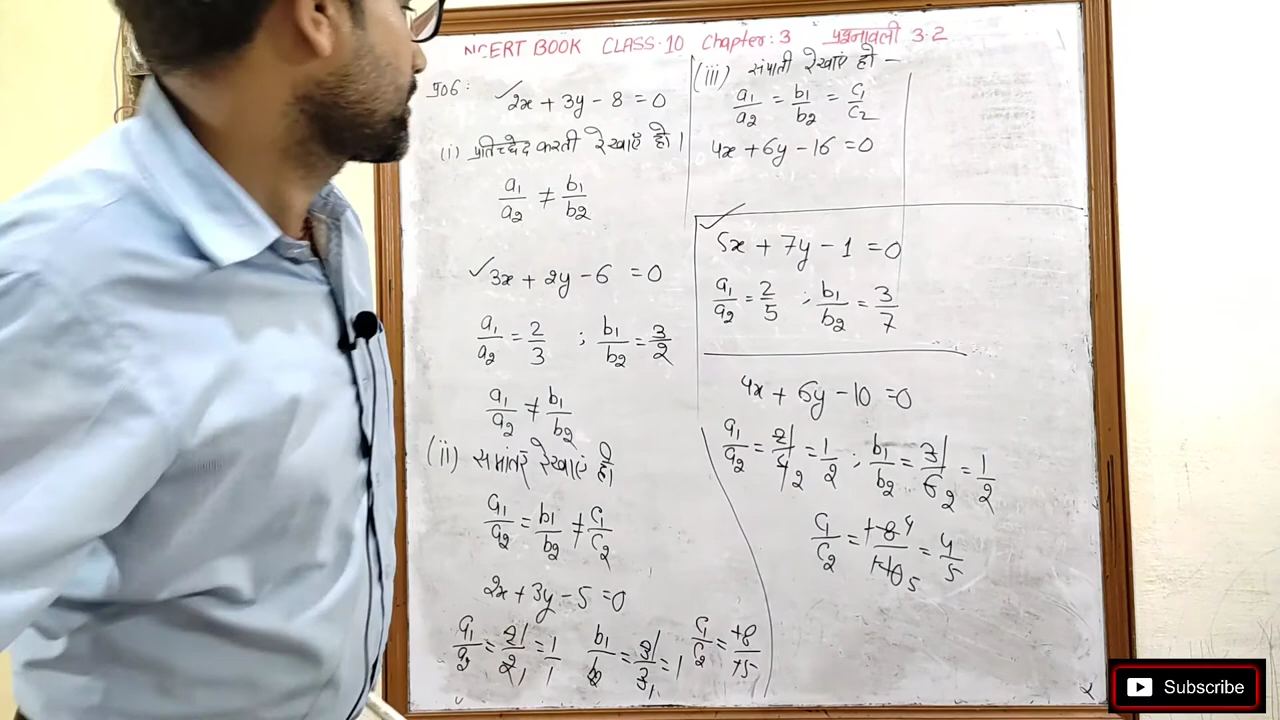 NCERT BOOK CLASS-10 Chapter:3 प्रश्नावली 3.2
प्र06:
2x + 3y - 8 = 0
(i) प्रतिच्छेद करती रेखाएँ हो।
a₁/a₂ ≠ b₁/b₂
3x + 2y - 6 = 0
a₁/a₂ = 2/3 ; b₁/b₂ = 3/2
a₁/a₂ ≠ b₁/b₂
(ii) समांतर रेखाएं हो।
a₁/a₂ = b₁/b₂ ≠ c₁/c₂
2x + 3y - 5 = 0
a₁/a₂ = 2/2 = 1/1 b₁/b₂ = 3/3 = 1 c₁/c₂ = +8/+5
(iii) संपाती रेखाएं हो -
a₁/a₂ = b₁/b₂ = c₁/c₂
4x + 6y - 16 = 0
5x + 7y - 1 = 0
a₁/a₂ = 2/5 ; b₁/b₂ = 3/7
4x + 6y - 10 = 0
a₁/a₂ = 2/4 = 1/2 ; b₁/b₂ = 3/6 = 1/2
c₁/c₂ = +8/+10 = 4/5
Subscribe